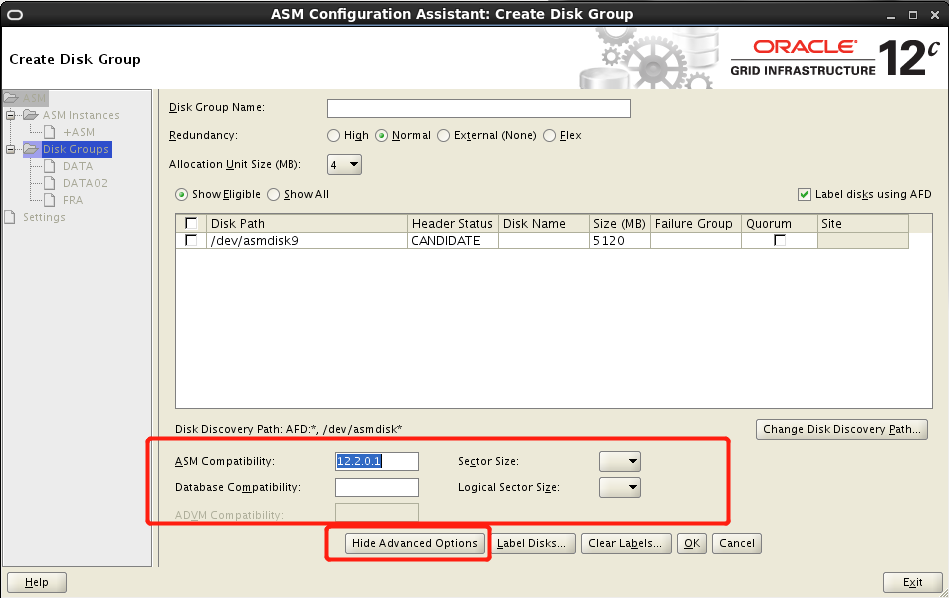 ASM Configuration Assistant: Create Disk Group
Create Disk Group
ORACLE®
GRID INFRASTRUCTURE
12c
ASM
ASM Instances
+ASM
Disk Groups
DATA
DATA02
FRA
Settings
Disk Group Name:
Redundancy: High Normal External (None) Flex
Allocation Unit Size (MB): 4
Show Eligible Show All Label disks using AFD
Disk Path Header Status Disk Name Size (MB) Failure Group Quorum Site
/dev/asmdisk9 CANDIDATE 5120
Disk Discovery Path: AFD:*, /dev/asmdisk* Change Disk Discovery Path...
ASM Compatibility: 12.2.0.1 Sector Size:
Database Compatibility: Logical Sector Size:
ADVM Compatibility:
Hide Advanced Options Label Disks... Clear Labels... OK Cancel
Help Exit